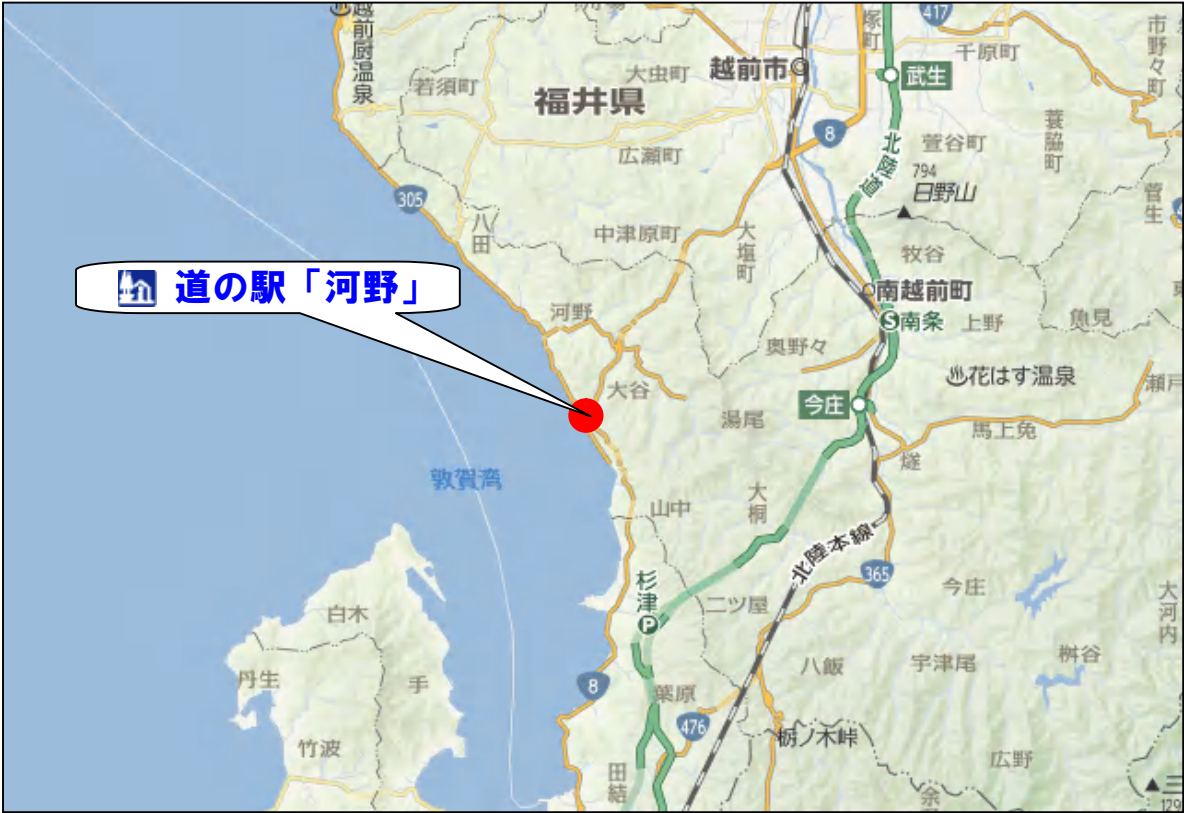 越前厨温泉
417
塚町
千原町
市野々町
大虫町
越前市
武生
若須町
福井県
8
蓑脇町
広瀬町
北陸道
萱谷町
794
日野山
305
菅生
八田
中津原町
大塩町
牧谷
道の駅「河野」
南越前町
河野
S南条
上野
魚見
奥野々
花はす温泉
大谷
今庄
湯尾
馬上免
燧
敦賀湾
大桐
山中
北陸本線
365
杉津
P
今庄
大河内
白木
二ツ屋
丹生
手
八飯
宇津尾
桝谷
8
葉原
476
栃ノ木峠
竹波
広野
田結